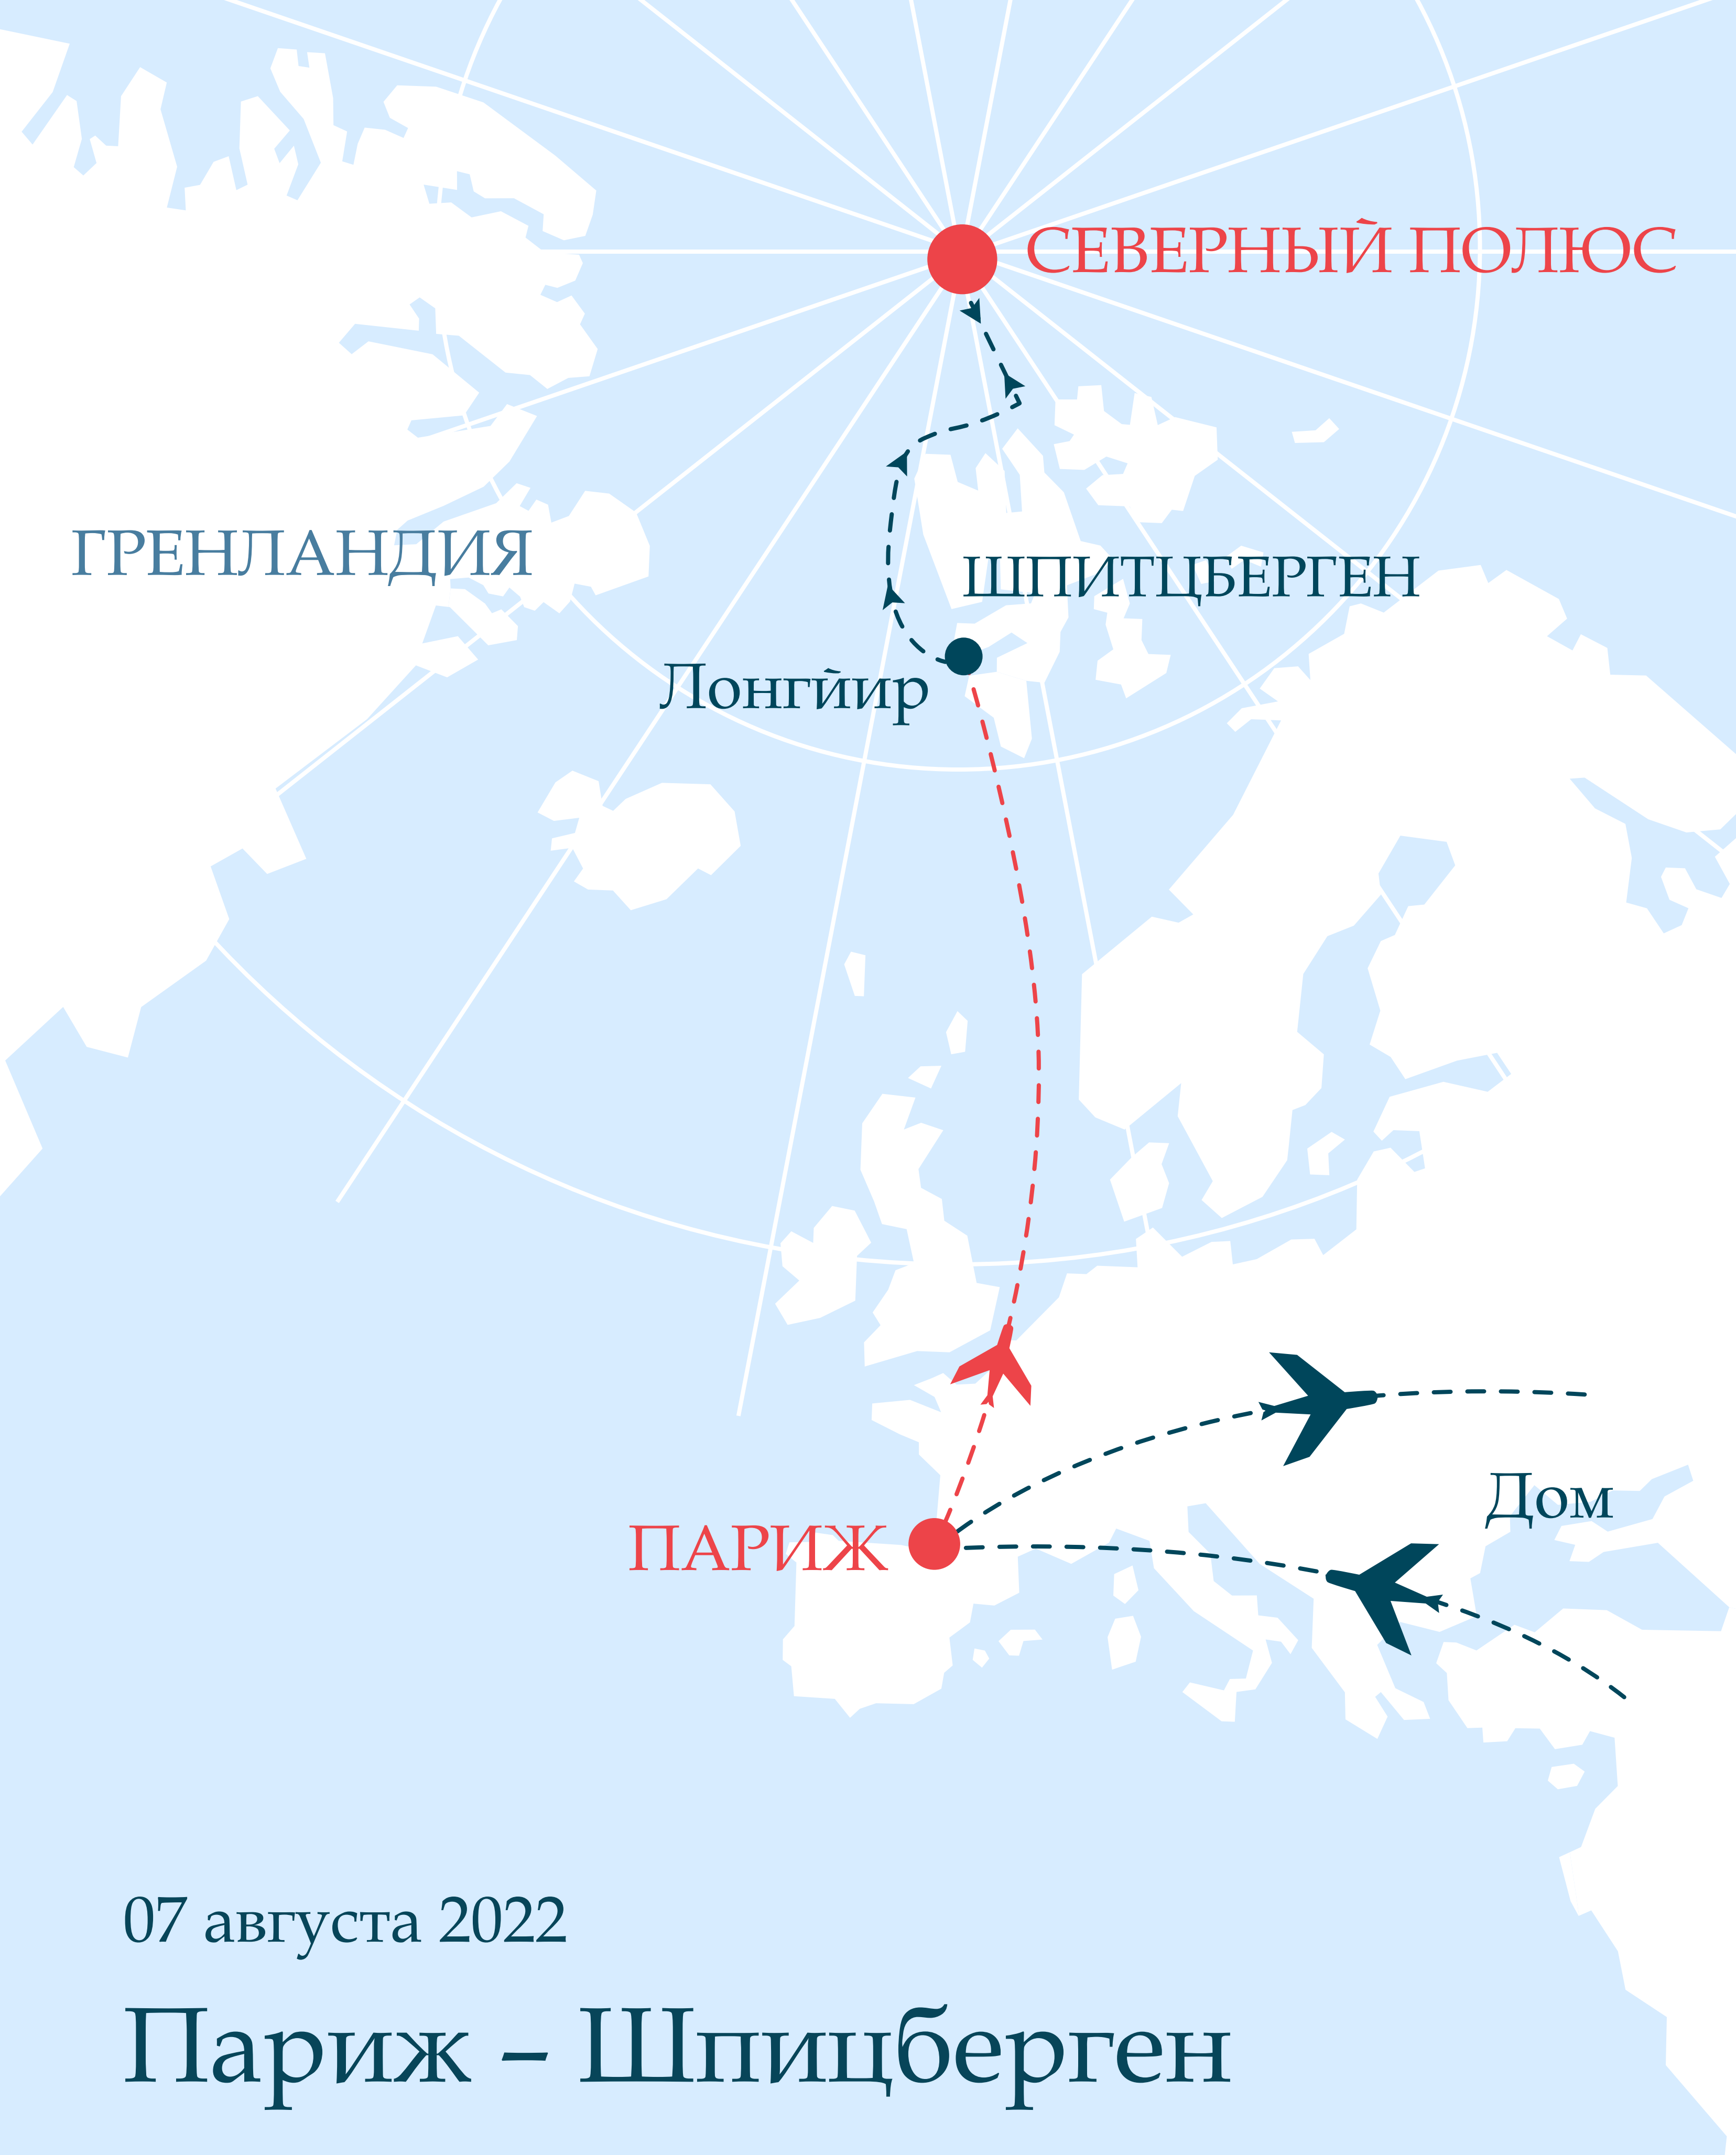 СЕВЕРНЫЙ ПОЛЮС
ГРЕНЛАНДИЯ
ШПИТЦБЕРГЕН
Лонгйир
Дом
ПАРИЖ
07 августа 2022
Париж – Шпицберген